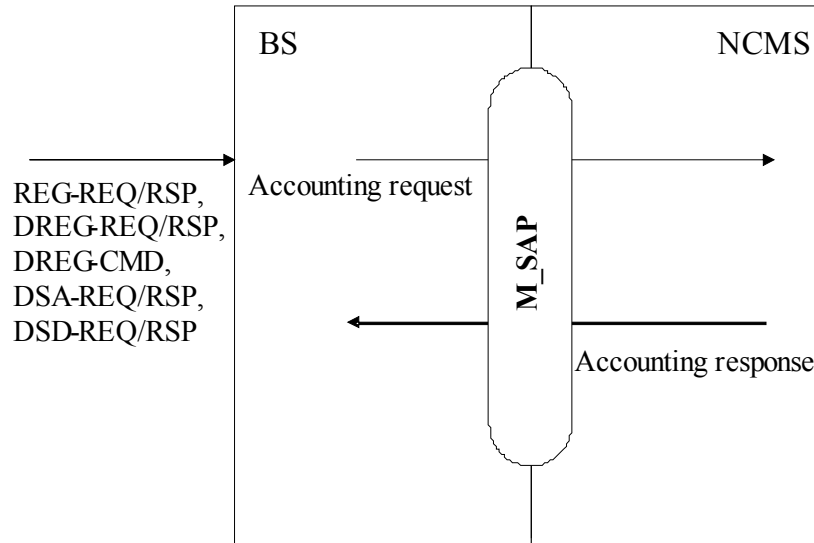 BS
NCMS
Accounting request
REG-REQ/RSP,
DREG-REQ/RSP,
DREG-CMD,
DSA-REQ/RSP,
DSD-REQ/RSP
M_SAP
Accounting response